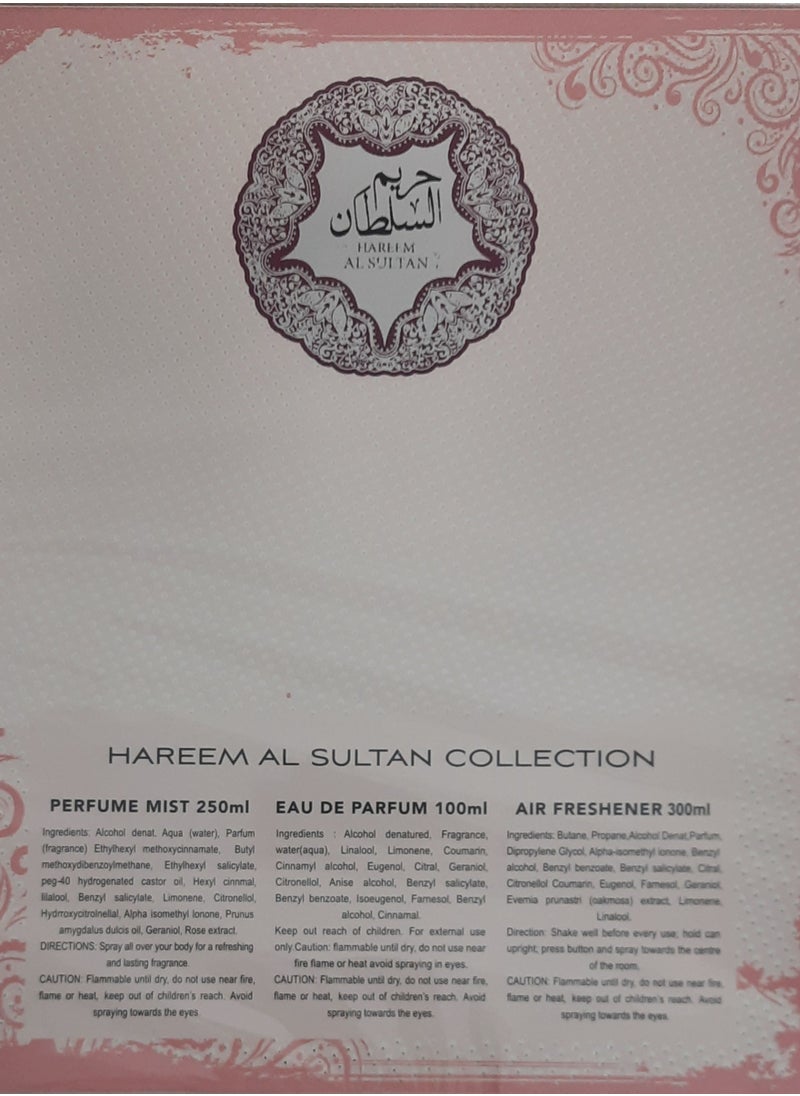 حريم
السلطان
HAREEM
AL SULTAN
HAREEM AL SULTAN COLLECTION
PERFUME MIST 250ml
Ingredients: Alcohol denat, Aqua (water), Parfum
(fragrance) Ethylhexyl methoxycinnamate, Butyl
methoxydibenzoylmethane, Ethylhexyl salicylate,
peg-40 hydrogenated castor oil, Hexyl cinnmal,
lilalool, Benzyl salicylate, Limonene, Citronellol,
Hydrroxycitrolnellal, Alpha isomethyl Ionone, Prunus
amygdalus dulcis oil, Geraniol, Rose extract.
DIRECTIONS: Spray all over your body for a refreshing
and lasting fragrance.
CAUTION: Flammable until dry, do not use near fire,
flame or heat, keep out of children's reach. Avoid
spraying towards the eyes.
EAU DE PARFUM 100ml
Ingredients : Alcohol denatured, Fragrance,
water(aqua), Linalool, Limonene, Coumarin,
Cinnamyl alcohol, Eugenol, Citral, Geraniol,
Citronellol, Anise alcohol, Benzyl salicylate,
Benzyl benzoate, Isoeugenol, Farnesol, Benzyl
alcohol, Cinnamal.
Keep out reach of children. For external use
only.Caution: flammable until dry, do not use near
fire flame or heat avoid spraying in eyes.
CAUTION: Flammable until dry, do not use near fire,
flame or heat, keep out of children's reach. Avoid
spraying towards the eyes.
AIR FRESHENER 300ml
Ingredients: Butane, Propane,Alcohol Denat,Parfum,
Dipropylene Glycol, Alpha-isomethyl ionone, Benzyl
alcohol, Benzyl benzoate, Benzyl salicylate, Citral,
Citronellol Coumarin, Eugenol, Farnesol, Geraniol,
Evernia prunastri (oakmoss) extract, Limonene,
Linalool.
Direction: Shake well before every use, hold can
upright, press button and spray towards the centre
of the room.
CAUTION: Flammable until dry, do not use near fire,
flame or heat, keep out of children's reach. Avoid
spraying towards the eyes.